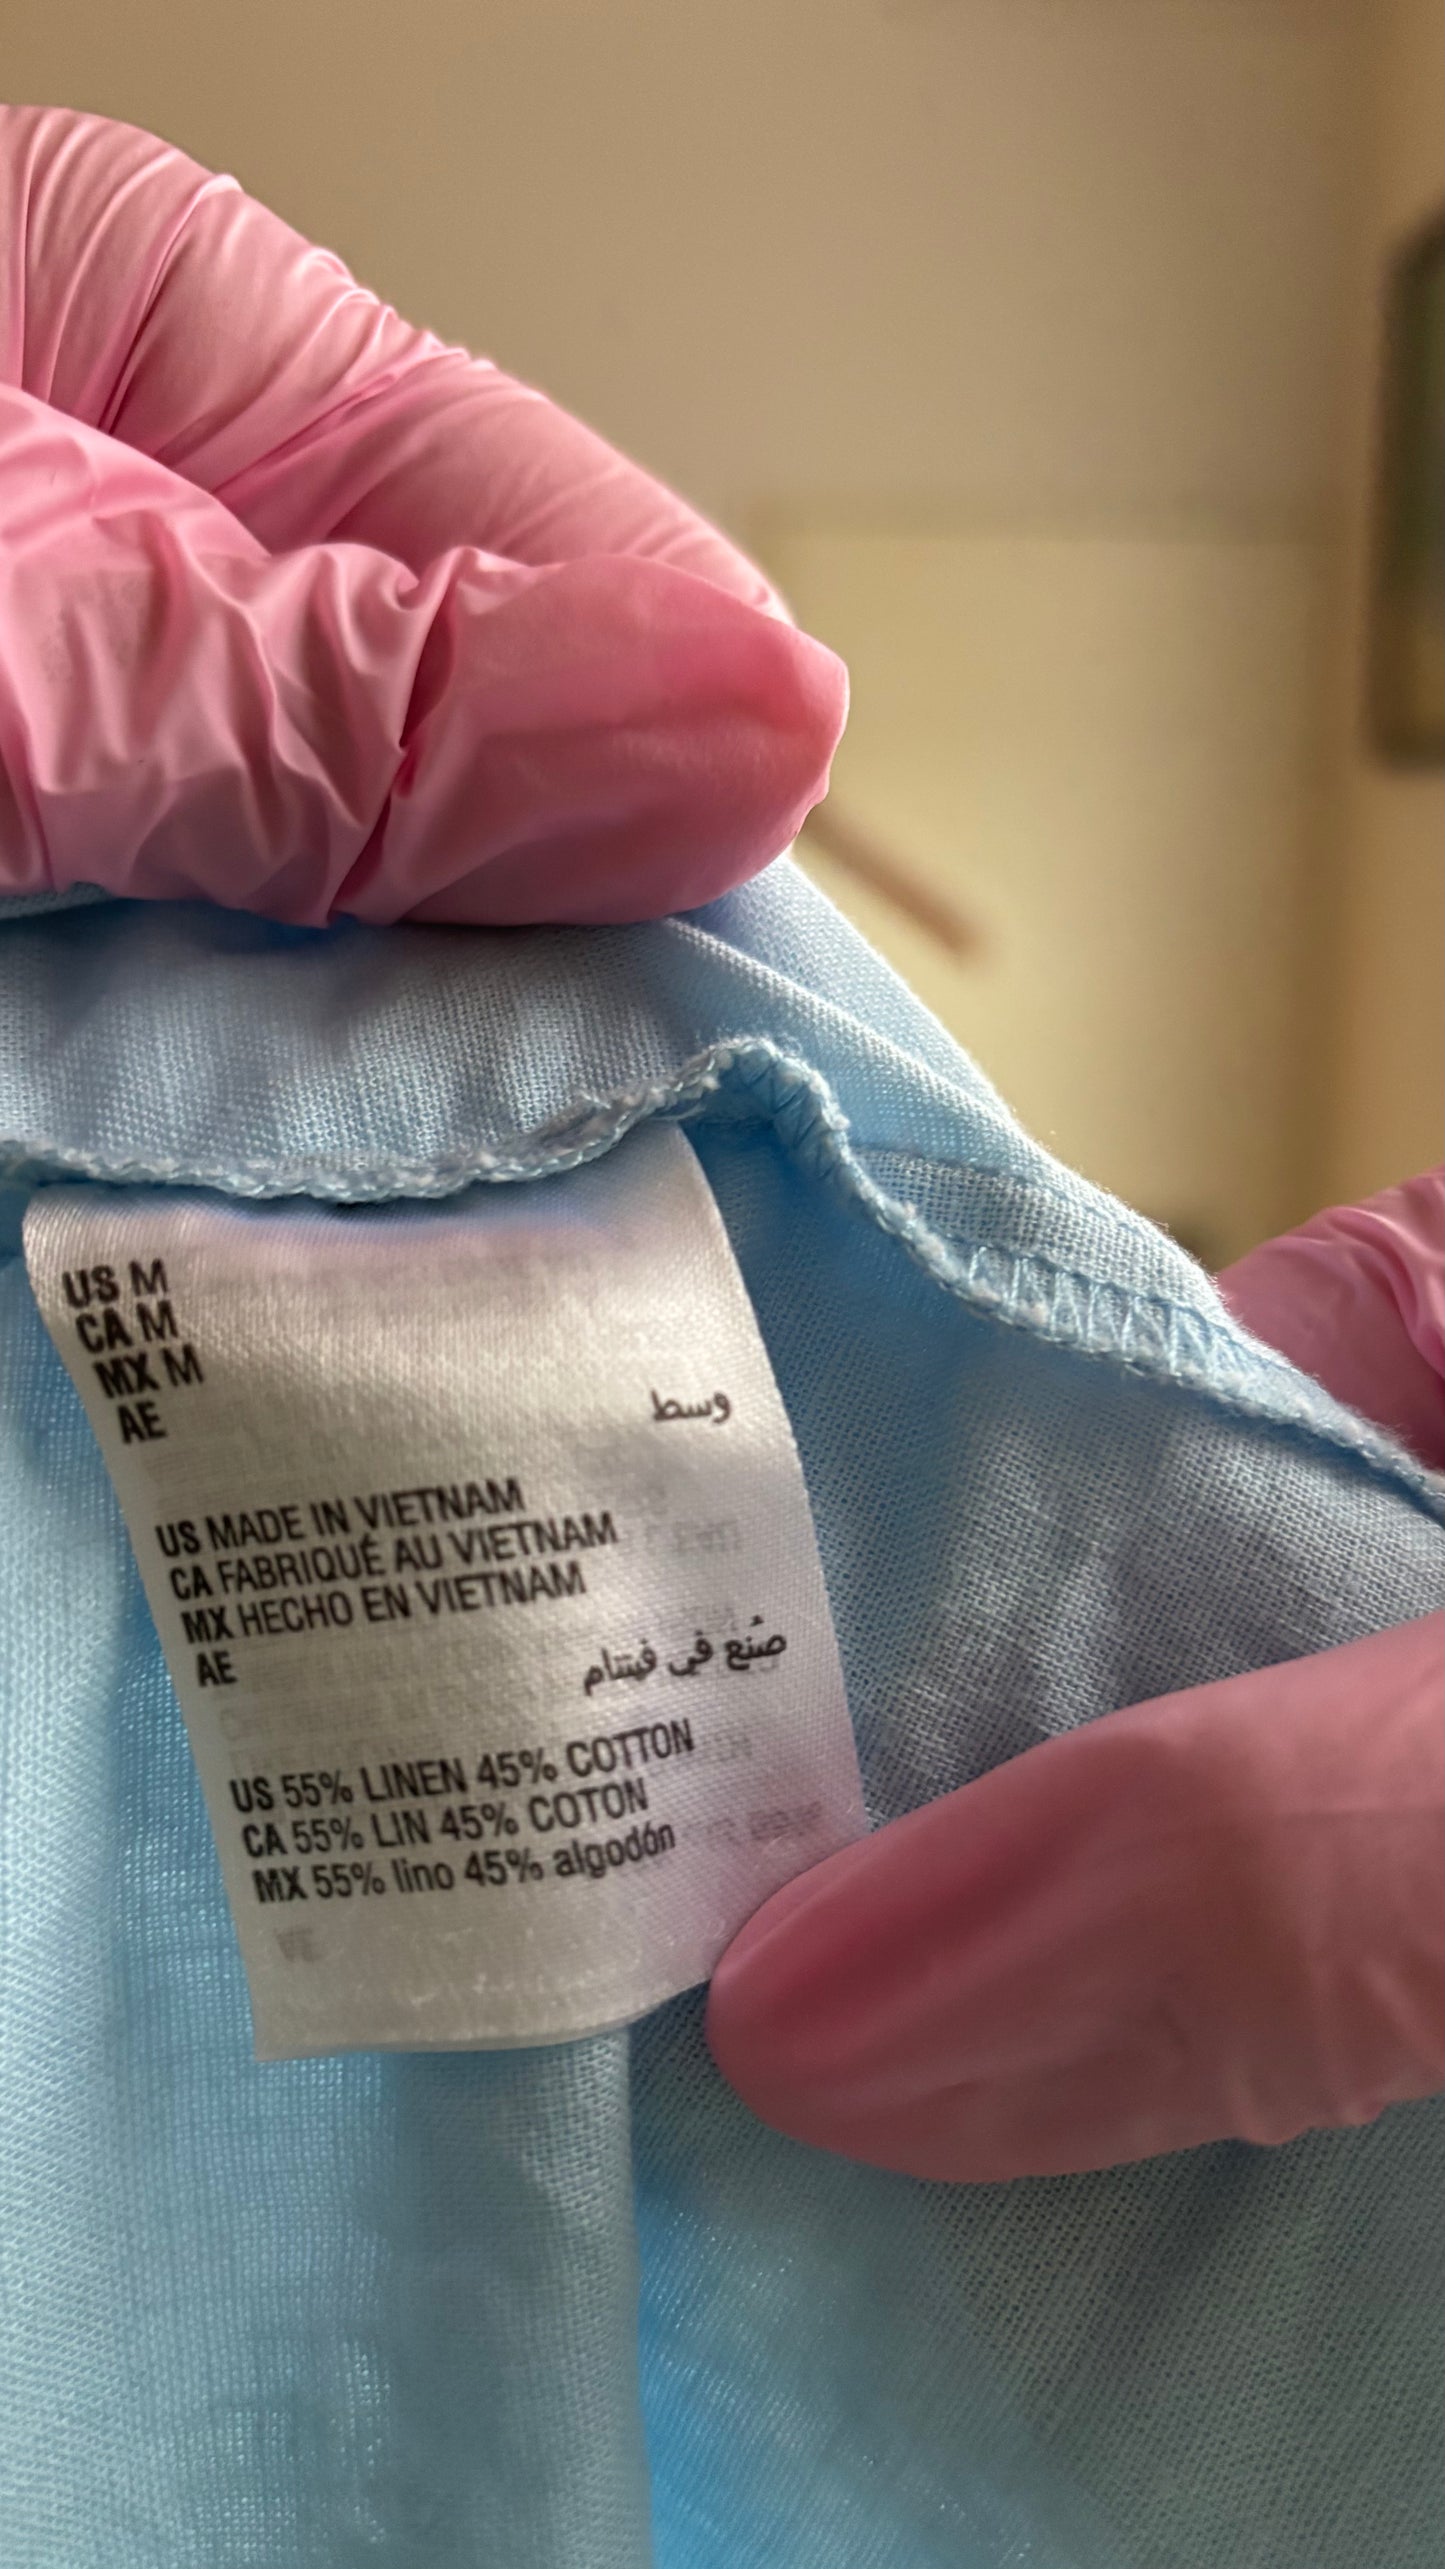 US M
CA M
MX M
AE
وسط
US MADE IN VIETNAM
CA FABRIQUÉ AU VIETNAM
MX HECHO EN VIETNAM
AE
صُنع في فيتنام
US 55% LINEN 45% COTTON
CA 55% LIN 45% COTON
MX 55% lino 45% algodón